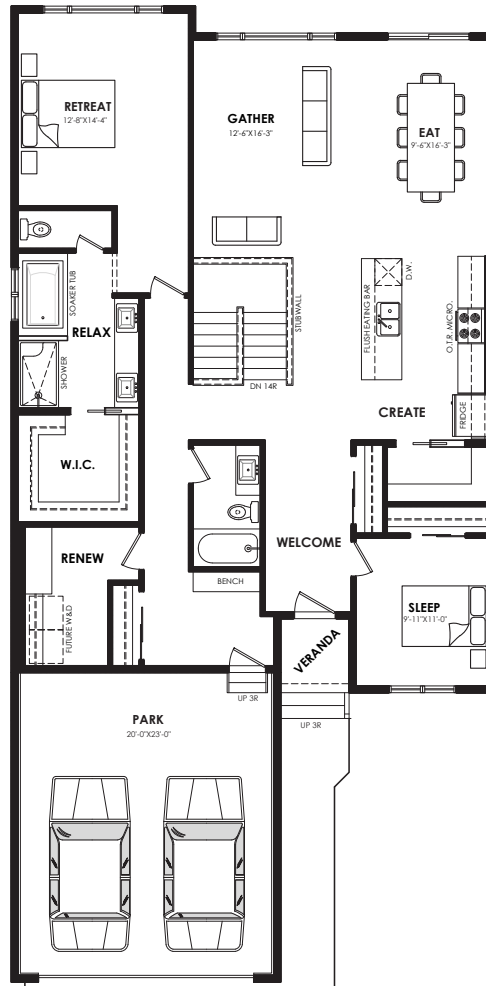 RETREAT
12'-8"X14'-4"
GATHER
12'-6"X16'-3"
EAT
9'-6"X16'-3"
SOAKER TUB
RELAX
SHOWER
STUB WALL
DN 14R
FLUSH EATING BAR
D.W.
O.T.R. MICRO.
CREATE
FRIDGE
W.I.C.
RENEW
FUTURE W&D
BENCH
WELCOME
SLEEP
9'-11"X11'-0"
VERANDA
UP 3R
UP 3R
PARK
20'-0"X23'-0"